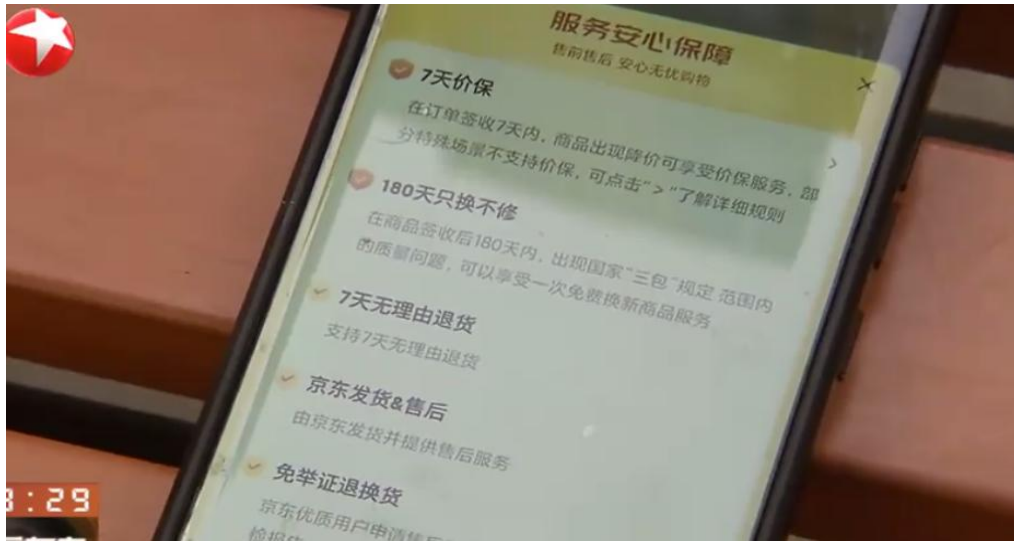 服务安心保障
售前售后 安心无忧购物
7天价保
在订单签收7天内，商品出现降价可享受价保服务，部
分特殊场景不支持价保，可点击“＞”了解详细规则
180天只换不修
在商品签收后180天内，出现国家“三包”规定 范围内
的质量问题，可以享受一次免费换新商品服务
7天无理由退货
支持7天无理由退货
京东发货&售后
由京东发货并提供售后服务
免举证退换货
京东优质用户申请售后
:29